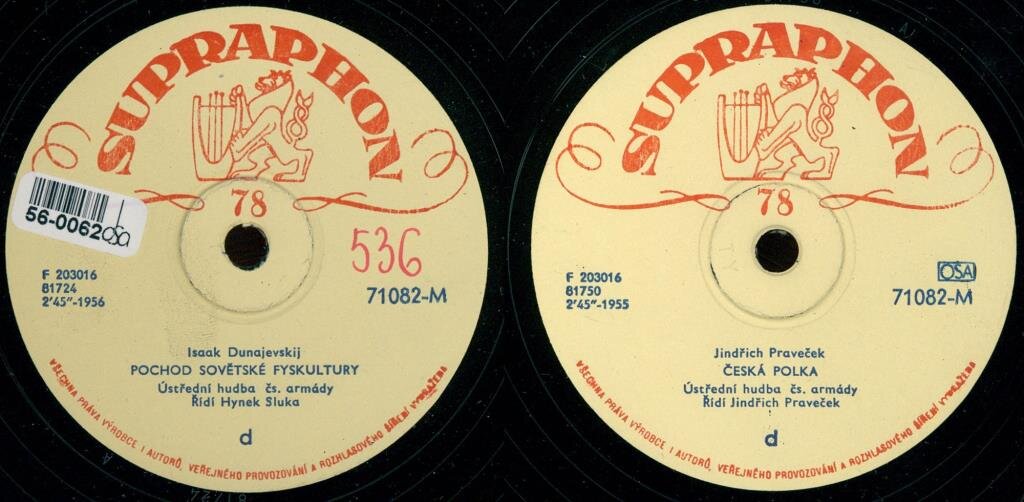 SUPRAPHON
78
56-0062
osa
536
F 203016
81724
2'45"-1956
71082-M
Isaak Dunajevskij
POCHOD SOVĚTSKÉ FYSKULTURY
Ústřední hudba čs. armády
Řídí Hynek Sluka
d
VŠECHNA PRÁVA VÝROBCE I AUTORŮ, VEŘEJNÉHO PROVOZOVÁNÍ A ROZHLASOVÉHO ŠÍŘENÍ VYHRAŽENA
SUPRAPHON
78
F 203016
81750
2'45"-1955
OSA
71082-M
Jindřich Praveček
ČESKÁ POLKA
Ústřední hudba čs. armády
Řídí Jindřich Praveček
d
VŠECHNA PRÁVA VÝROBCE I AUTORŮ, VEŘEJNÉHO PROVOZOVÁNÍ A ROZHLASOVÉHO ŠÍŘENÍ VYHRAŽENA